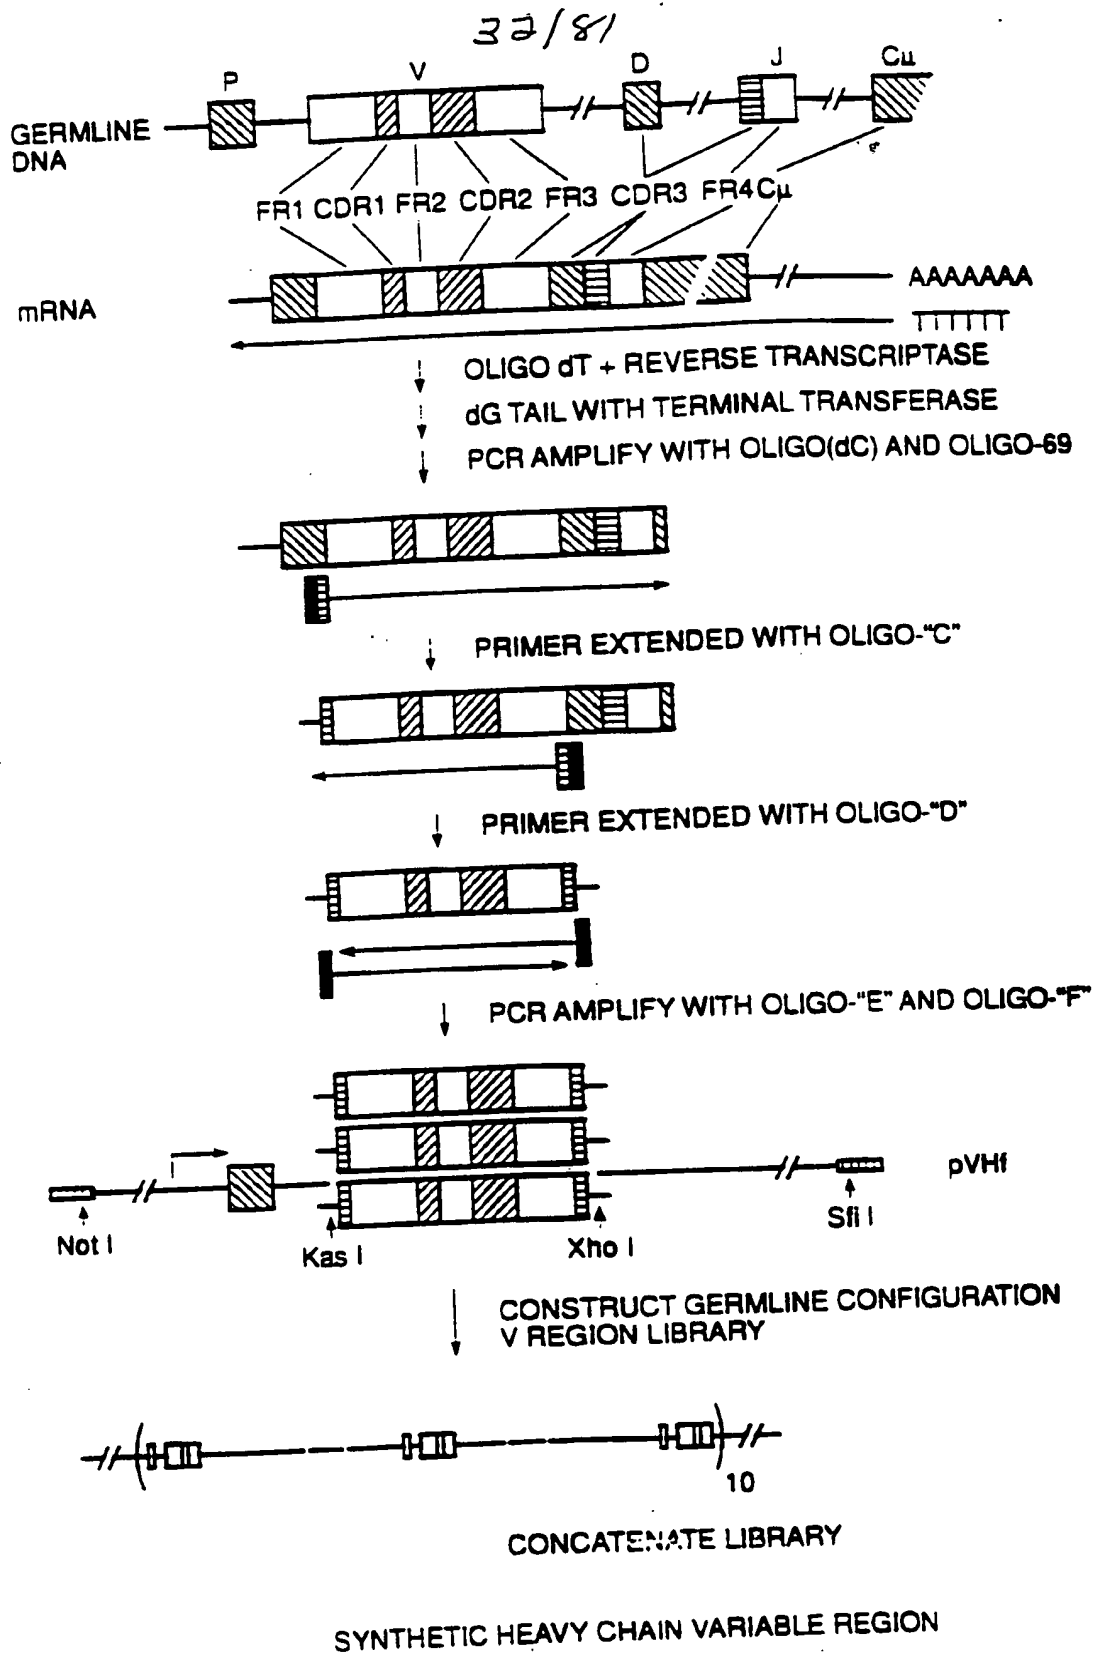 32/81
P V D J Cμ
GERMLINE
DNA
FR1 CDR1 FR2 CDR2 FR3 CDR3 FR4 Cμ
mRNA
AAAAAAA
TTTTTT
OLIGO dT + REVERSE TRANSCRIPTASE
dG TAIL WITH TERMINAL TRANSFERASE
PCR AMPLIFY WITH OLIGO(dC) AND OLIGO-69
PRIMER EXTENDED WITH OLIGO-"C"
PRIMER EXTENDED WITH OLIGO-"D"
PCR AMPLIFY WITH OLIGO-"E" AND OLIGO-"F"
pVHf
Not I Kas I Xho I Sfi I
CONSTRUCT GERMLINE CONFIGURATION
V REGION LIBRARY
10
CONCATENATE LIBRARY
SYNTHETIC HEAVY CHAIN VARIABLE REGION